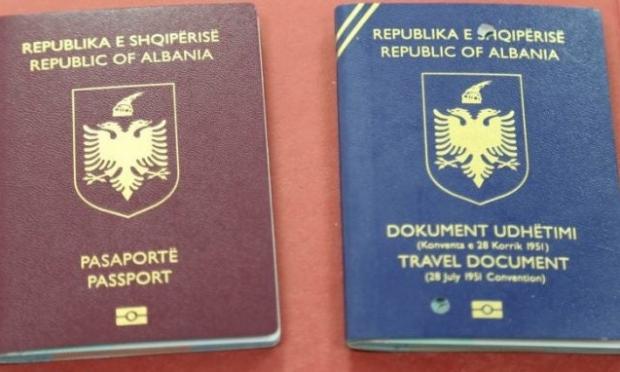 REPUBLIKA E SHQIPËRISË
REPUBLIC OF ALBANIA
PASAPORTË
PASSPORT
REPUBLIKA E SHQIPËRISË
REPUBLIC OF ALBANIA
DOKUMENT UDHËTIMI
(Konventa e 28 Korrik 1951)
TRAVEL DOCUMENT
(28 July 1951 Convention)